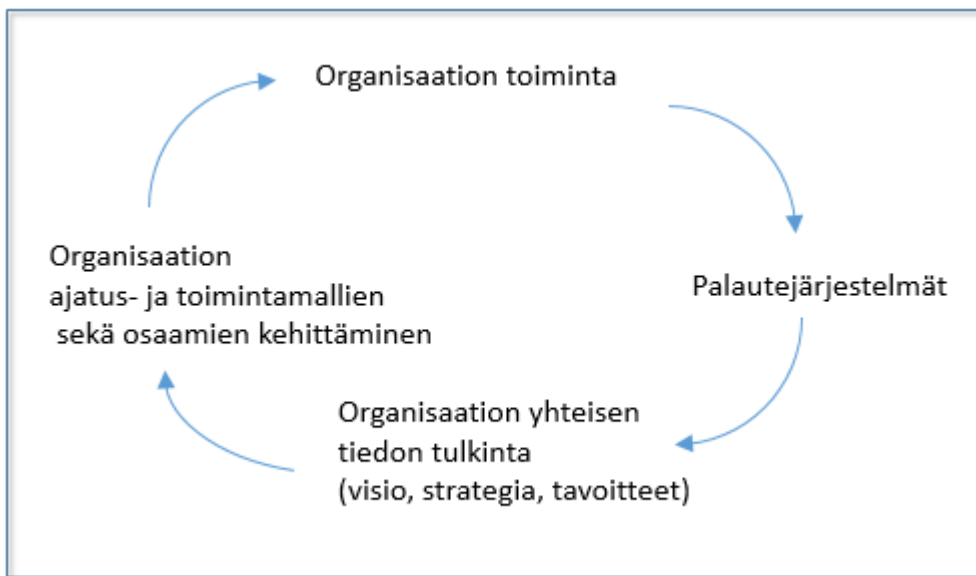 Organisaation toiminta
Palautejärjestelmät
Organisaation yhteisen
tiedon tulkinta
(visio, strategia, tavoitteet)
Organisaation
ajatus- ja toimintamallien
sekä osaamien kehittäminen